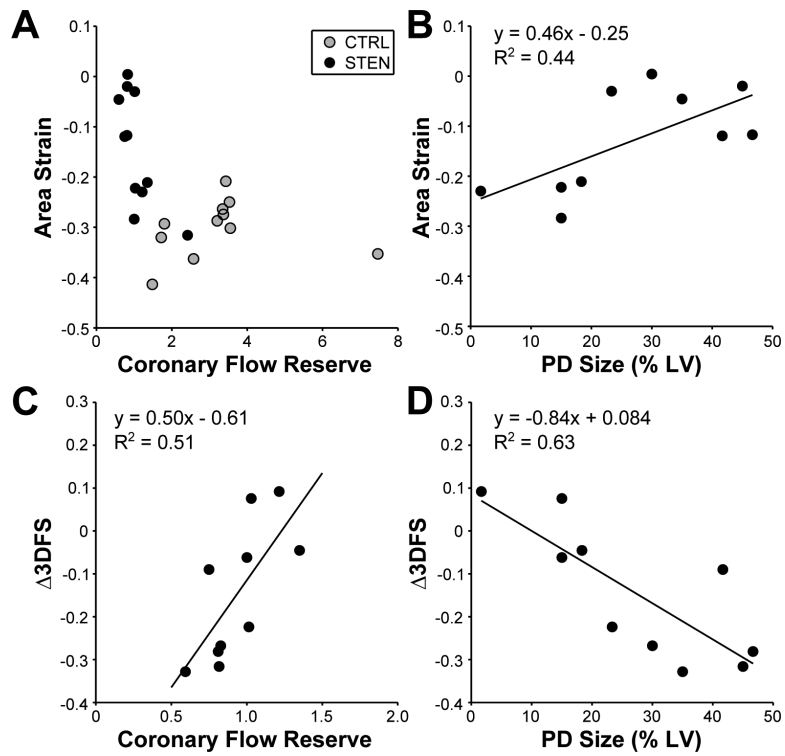 A
0.1
0
-0.1
-0.2
-0.3
-0.4
-0.5
Area Strain
CTRL
STEN
0 2 4 6 8
Coronary Flow Reserve
B
y = 0.46x - 0.25
R² = 0.44
0.1
0
-0.1
-0.2
-0.3
-0.4
-0.5
Area Strain
0 10 20 30 40 50
PD Size (% LV)
C
y = 0.50x - 0.61
R² = 0.51
0.3
0.2
0.1
0
-0.1
-0.2
-0.3
-0.4
Δ3DFS
0 0.5 1.0 1.5 2.0
Coronary Flow Reserve
D
y = -0.84x + 0.084
R² = 0.63
0.3
0.2
0.1
0
-0.1
-0.2
-0.3
-0.4
Δ3DFS
0 10 20 30 40 50
PD Size (% LV)